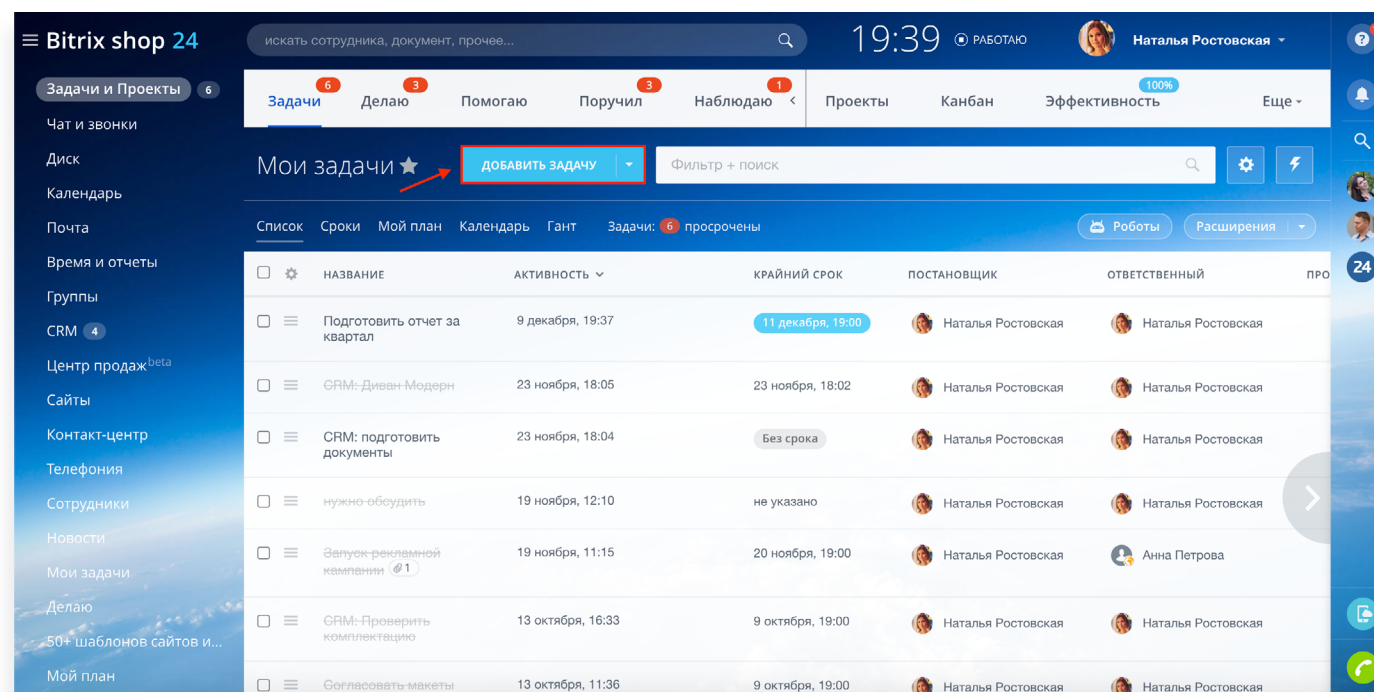 Bitrix shop 24
искать сотрудника, документ, прочее...
19:39
РАБОТАЮ
Наталья Ростовская
?
Задачи и Проекты 6
Чат и звонки
Диск
Календарь
Почта
Время и отчеты
Группы
CRM 4
Центр продаж beta
Сайты
Контакт-центр
Телефония
Сотрудники
Новости
Мои задачи
Делаю
50+ шаблонов сайтов и...
Мой план
Задачи 6
Делаю 3
Помогаю
Поручил 3
Наблюдаю 1
Проекты
Канбан
Эффективность 100%
Еще
Мои задачи
ДОБАВИТЬ ЗАДАЧУ
Фильтр + поиск
Список Сроки Мой план Календарь Гант Задачи: 6 просрочены
Роботы
Расширения
24
НАЗВАНИЕ АКТИВНОСТЬ КРАЙНИЙ СРОК ПОСТАНОВЩИК ОТВЕТСТВЕННЫЙ ПРО
Подготовить отчет за
квартал
9 декабря, 19:37
11 декабря, 19:00
Наталья Ростовская
Наталья Ростовская
CRM: Диван Модерн
23 ноября, 18:05
23 ноября, 18:02
Наталья Ростовская
Наталья Ростовская
CRM: подготовить
документы
23 ноября, 18:04
Без срока
Наталья Ростовская
Наталья Ростовская
нужно обсудить
19 ноября, 12:10
не указано
Наталья Ростовская
Наталья Ростовская
Запуск рекламной
кампании 1
19 ноября, 11:15
20 ноября, 19:00
Наталья Ростовская
Анна Петрова
CRM: Проверить
комплектацию
13 октября, 16:33
9 октября, 19:00
Наталья Ростовская
Наталья Ростовская
Согласовать макеты
13 октября, 11:36
9 октября, 19:00
Наталья Ростовская
Наталья Ростовская